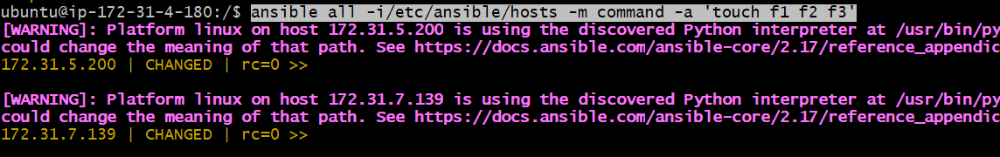 ubuntu@ip-172-31-4-180:/$ ansible all -i/etc/ansible/hosts -m command -a 'touch f1 f2 f3'
[WARNING]: Platform linux on host 172.31.5.200 is using the discovered Python interpreter at /usr/bin/py
could change the meaning of that path. See https://docs.ansible.com/ansible-core/2.17/reference_appendic
172.31.5.200 | CHANGED | rc=0 >>
[WARNING]: Platform linux on host 172.31.7.139 is using the discovered Python interpreter at /usr/bin/py
could change the meaning of that path. See https://docs.ansible.com/ansible-core/2.17/reference_appendic
172.31.7.139 | CHANGED | rc=0 >>